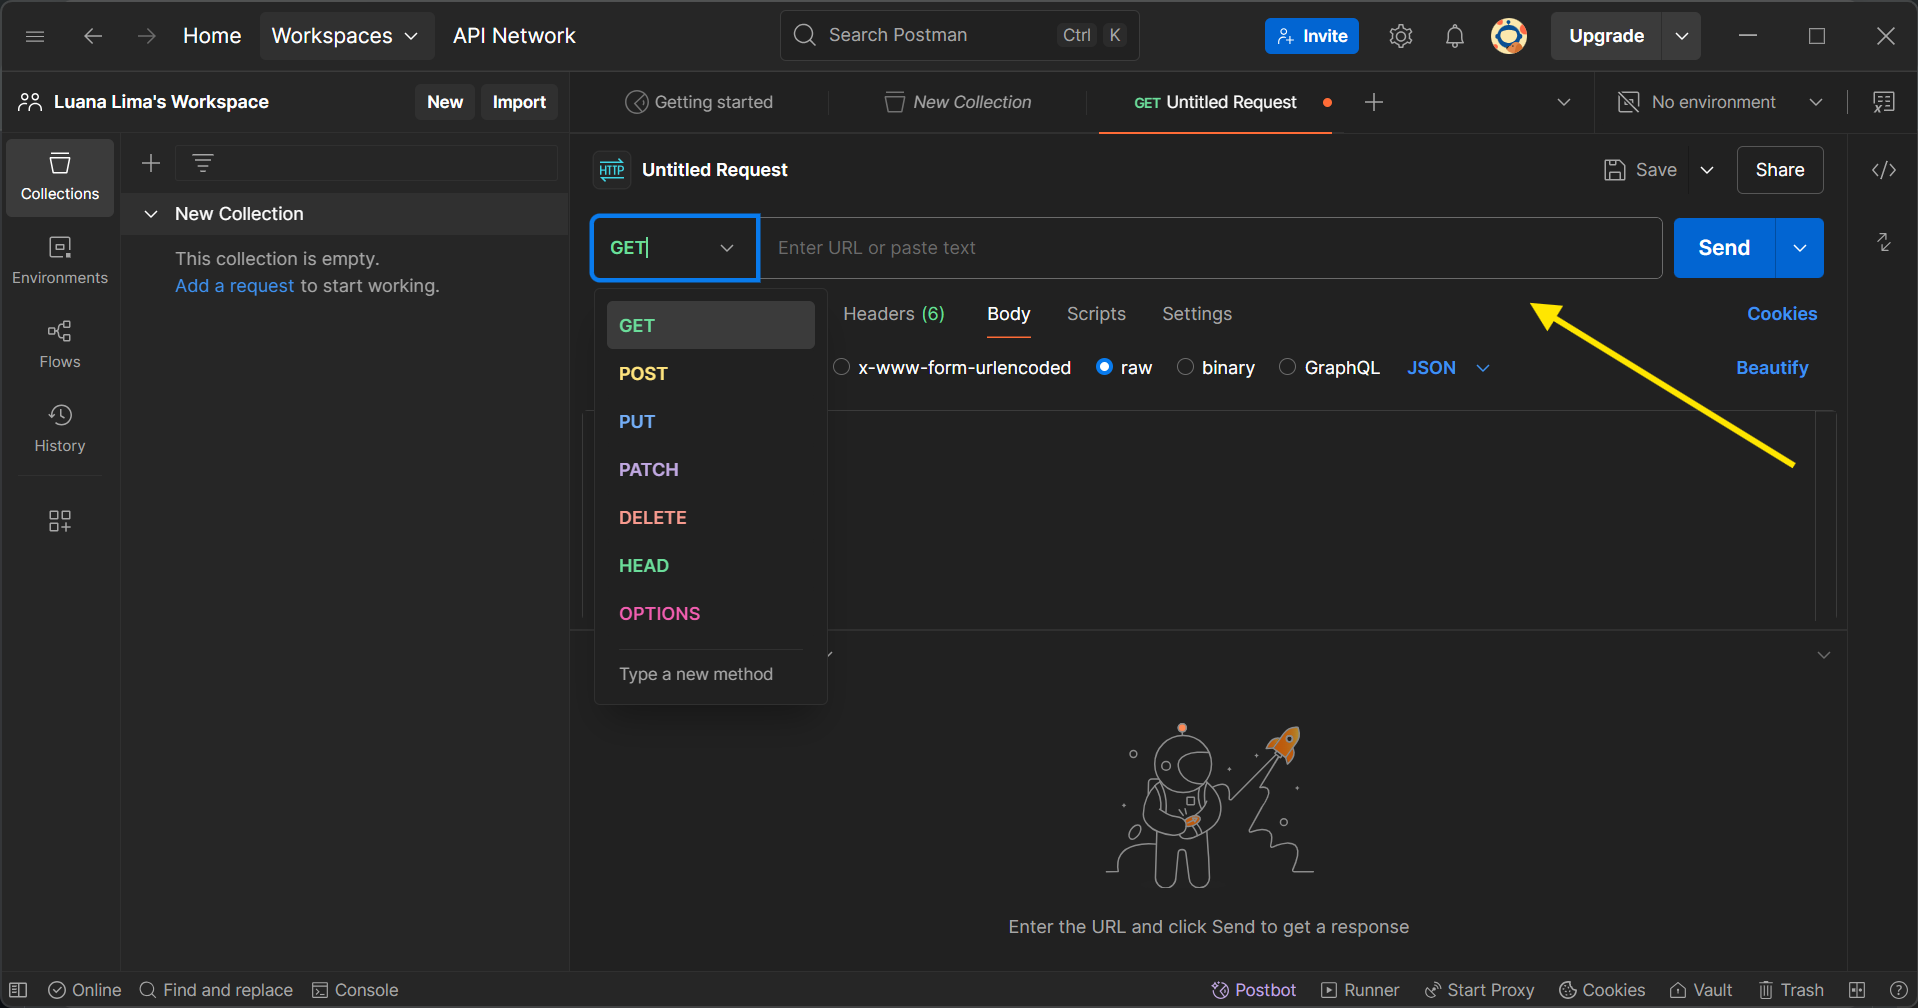 Home Workspaces API Network Search Postman Ctrl K Invite Upgrade
Luana Lima's Workspace New Import Getting started New Collection GET Untitled Request No environment
Collections
New Collection
This collection is empty.
Add a request to start working.
Environments
Flows
History
HTTP Untitled Request Save Share
GET Enter URL or paste text Send
Headers (6) Body Scripts Settings Cookies
x-www-form-urlencoded raw binary GraphQL JSON Beautify
GET
POST
PUT
PATCH
DELETE
HEAD
OPTIONS
Type a new method
Enter the URL and click Send to get a response
Online Find and replace Console Postbot Runner Start Proxy Cookies Vault Trash